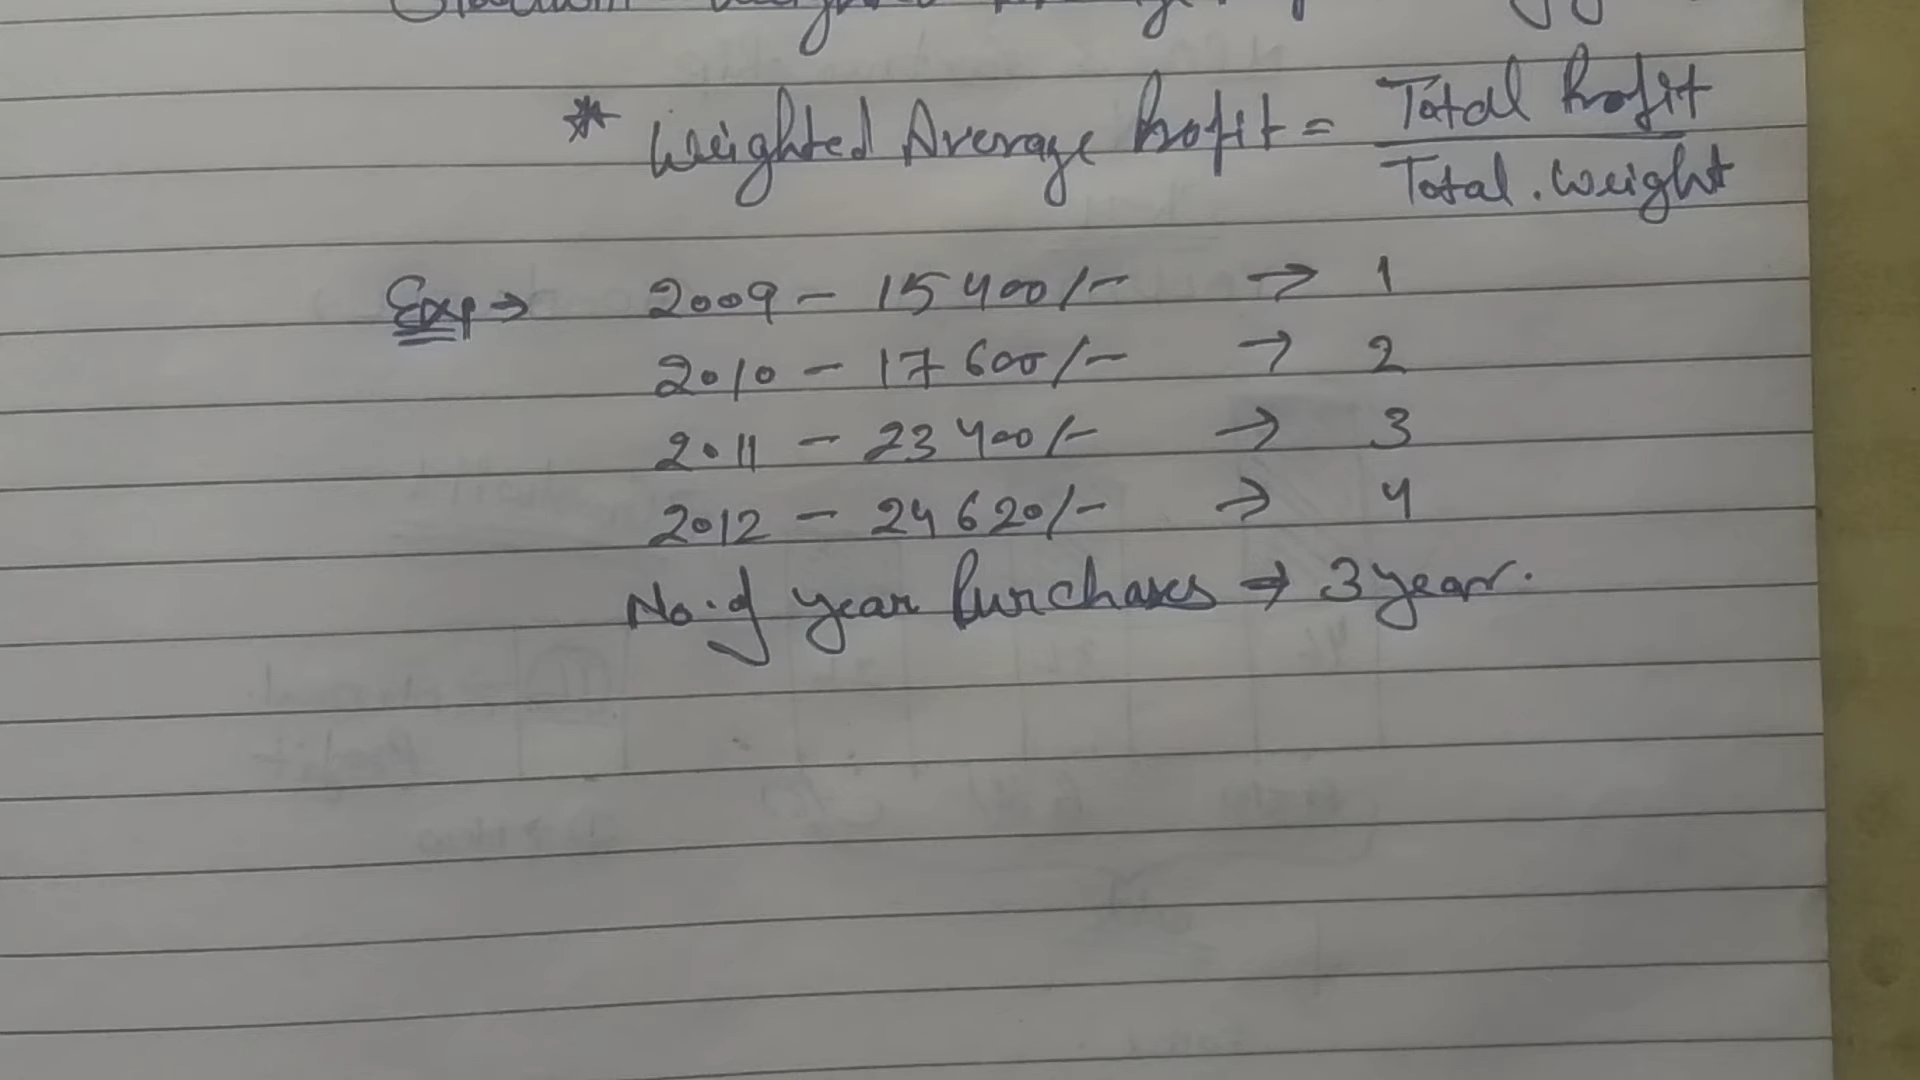 * Weighted Average Profit = Total Profit / Total . Weight
Exp → 2009 - 15400/- → 1
2010 - 17600/- → 2
2011 - 23400/- → 3
2012 - 24620/- → 4
No. of year Purchases → 3 year.